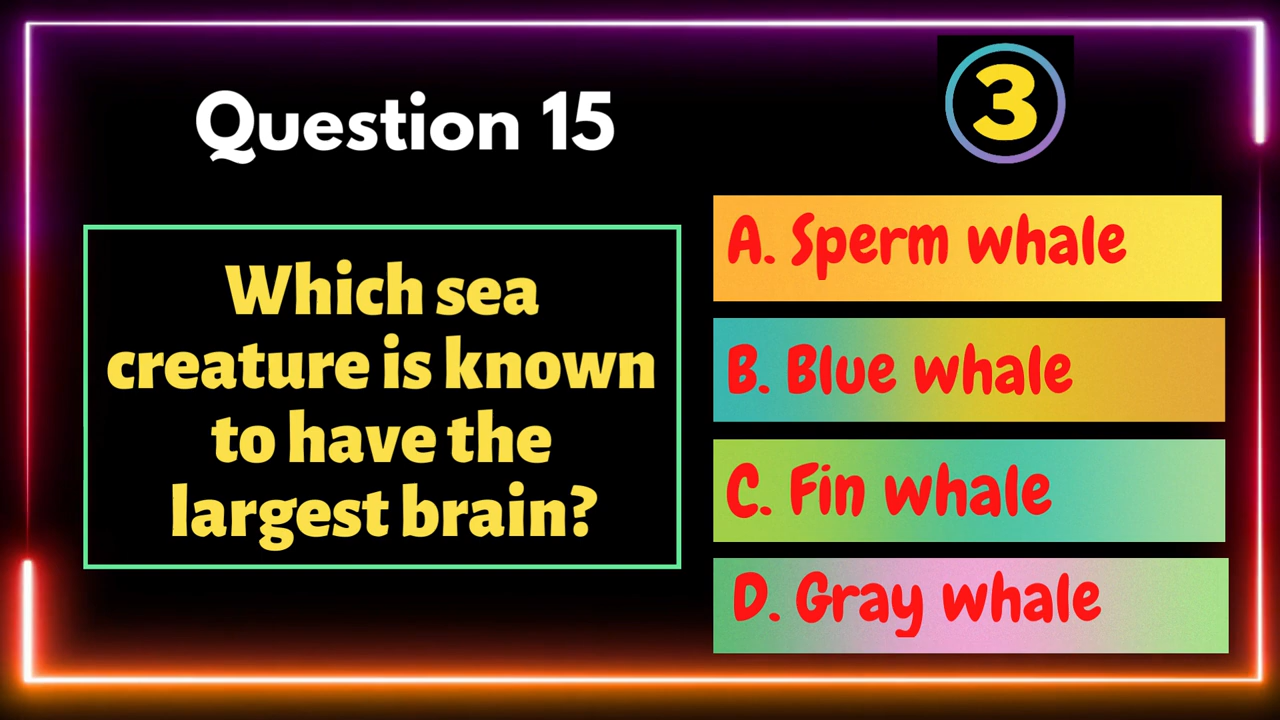 Question 15
3
Which sea
creature is known
to have the
largest brain?
A. Sperm whale
B. Blue whale
C. Fin whale
D. Gray whale